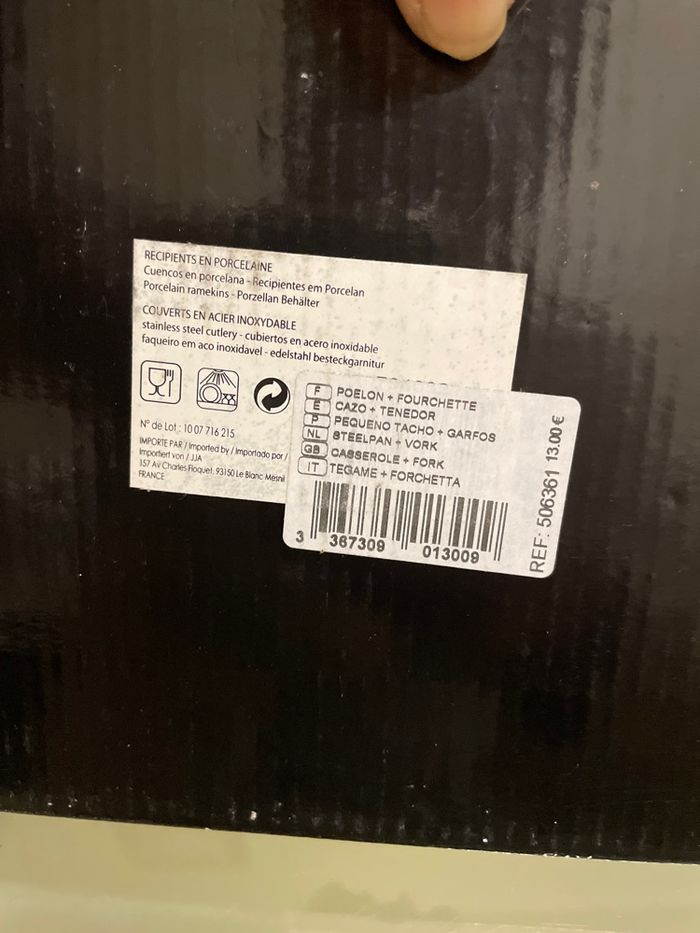 RECIPIENTS EN PORCELAINE
Cuencos en porcelana - Recipientes em Porcelan
Porcelain ramekins - Porzellan Behälter
COUVERTS EN ACIER INOXYDABLE
stainless steel cutlery - cubiertos en acero inoxidable
faqueiro em aco inoxidavel - edelstahl besteckgarnitur
N° de Lot : 10 07 716 215
IMPORTE PAR / Imported by / Importado por /
Importiert von / JJA
157 Av Charles Floquet, 93150 Le Blanc Mesnil
FRANCE
F POELON + FOURCHETTE
E CAZO + TENEDOR
P PEQUENO TACHO + GARFOS
NL STEELPAN + VORK
GB CASSEROLE + FORK
IT TEGAME + FORCHETTA
3 367309 013009
REF: 506361 13.00 €